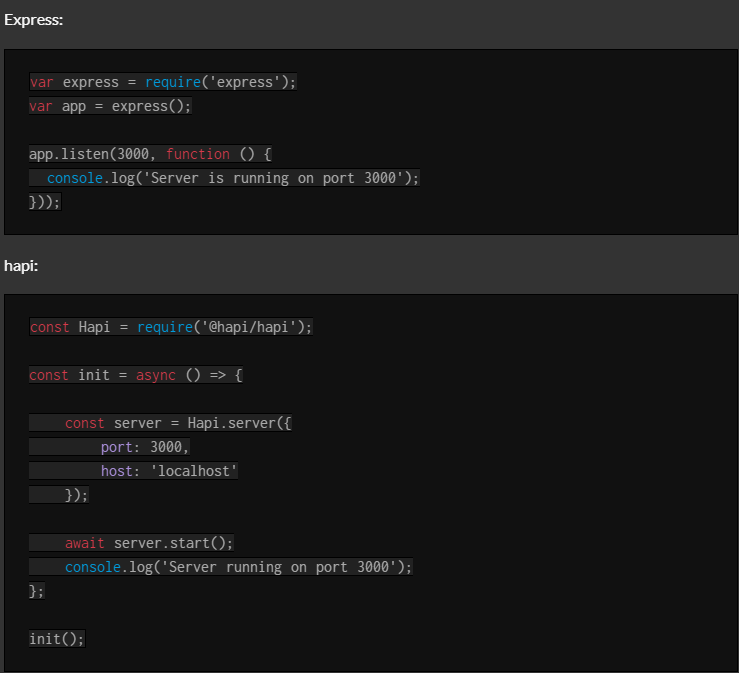 Express:
var express = require('express');
var app = express();
app.listen(3000, function () {
  console.log('Server is running on port 3000');
}));
hapi:
const Hapi = require('@hapi/hapi');
const init = async () => {
    const server = Hapi.server({
        port: 3000,
        host: 'localhost'
    });
    await server.start();
    console.log('Server running on port 3000');
};
init();